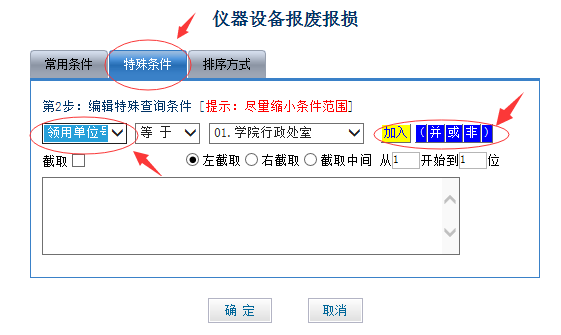 仪器设备报废报损
常用条件 特殊条件 排序方式
第2步：编辑特殊查询条件 [提示：尽量缩小条件范围]
领用单位号 等 于 01.学院行政处室 加入 ( 并 或 非 )
截取 左截取 右截取 截取中间 从 1 开始到 1 位
确 定 取消